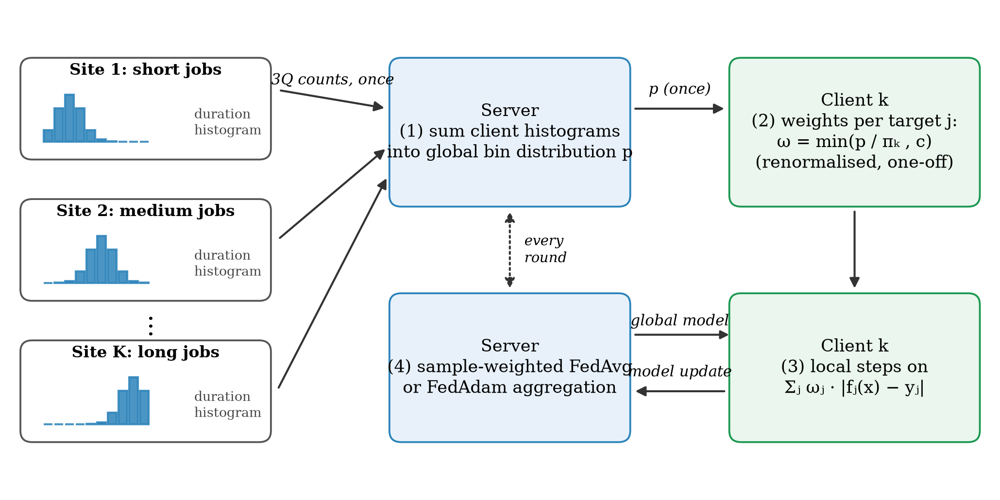 Site 1: short jobs
duration
histogram
Site 2: medium jobs
duration
histogram
⋮
Site K: long jobs
duration
histogram
3Q counts, once
Server
(1) sum client histograms
into global bin distribution p
p (once)
Client k
(2) weights per target j:
ω = min(p / πₖ , c)
(renormalised, one-off)
every
round
Server
(4) sample-weighted FedAvg
or FedAdam aggregation
global model
model update
Client k
(3) local steps on
Σⱼ ωⱼ · |fⱼ(x) − yⱼ|